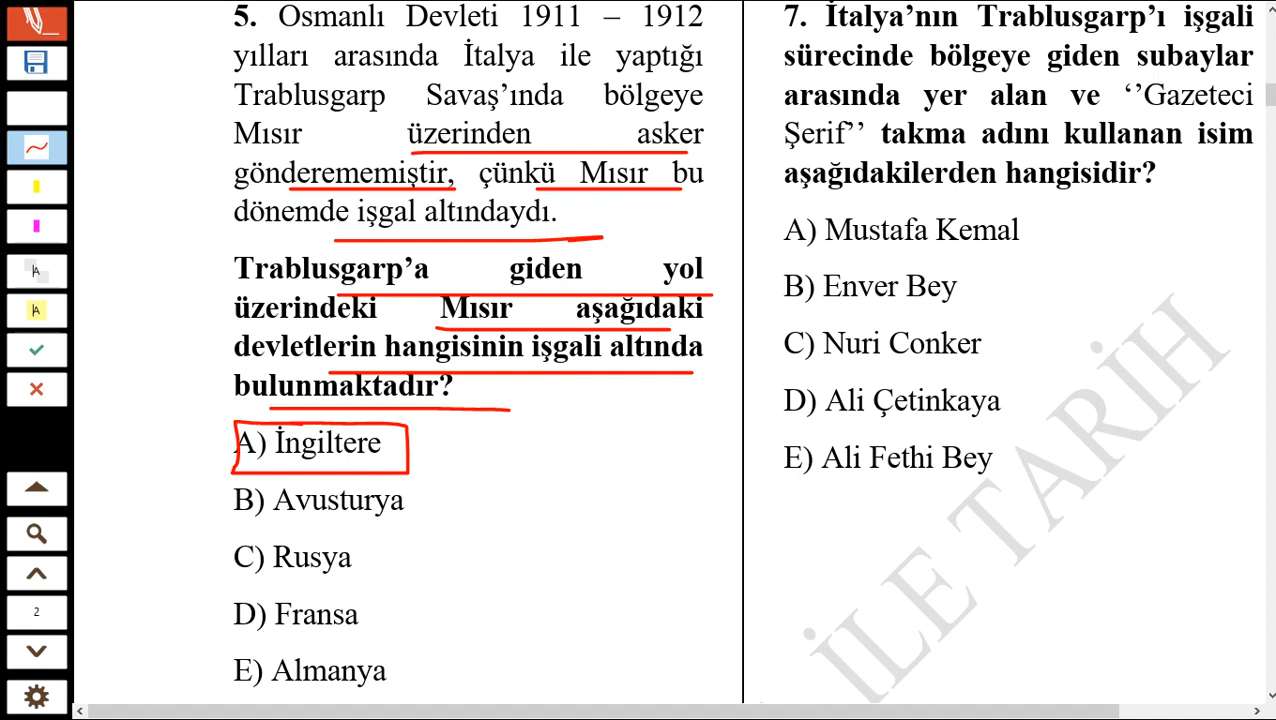 5. Osmanlı Devleti 1911 – 1912
yılları arasında İtalya ile yaptığı
Trablusgarp Savaş’ında bölgeye
Mısır üzerinden asker
gönderememiştir, çünkü Mısır bu
dönemde işgal altındaydı.
Trablusgarp’a giden yol
üzerindeki Mısır aşağıdaki
devletlerin hangisinin işgali altında
bulunmaktadır?
A) İngiltere
B) Avusturya
C) Rusya
D) Fransa
E) Almanya
7. İtalya’nın Trablusgarp’ı işgali
sürecinde bölgeye giden subaylar
arasında yer alan ve ‘’Gazeteci
Şerif’’ takma adını kullanan isim
aşağıdakilerden hangisidir?
A) Mustafa Kemal
B) Enver Bey
C) Nuri Conker
D) Ali Çetinkaya
E) Ali Fethi Bey
İLE TARİH
A
A
2